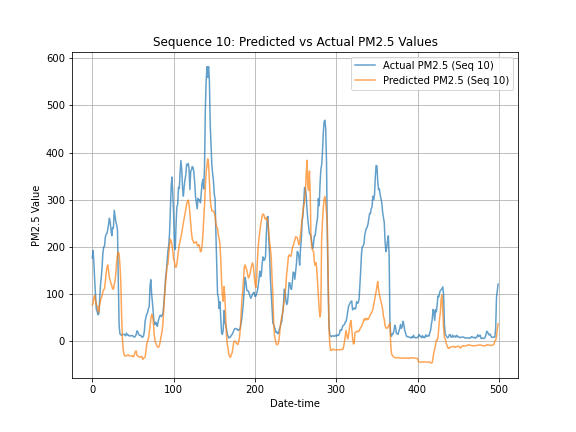 Sequence 10: Predicted vs Actual PM2.5 Values
Actual PM2.5 (Seq 10)
Predicted PM2.5 (Seq 10)
600
500
400
300
200
100
0
PM2.5 Value
0 100 200 300 400 500
Date-time